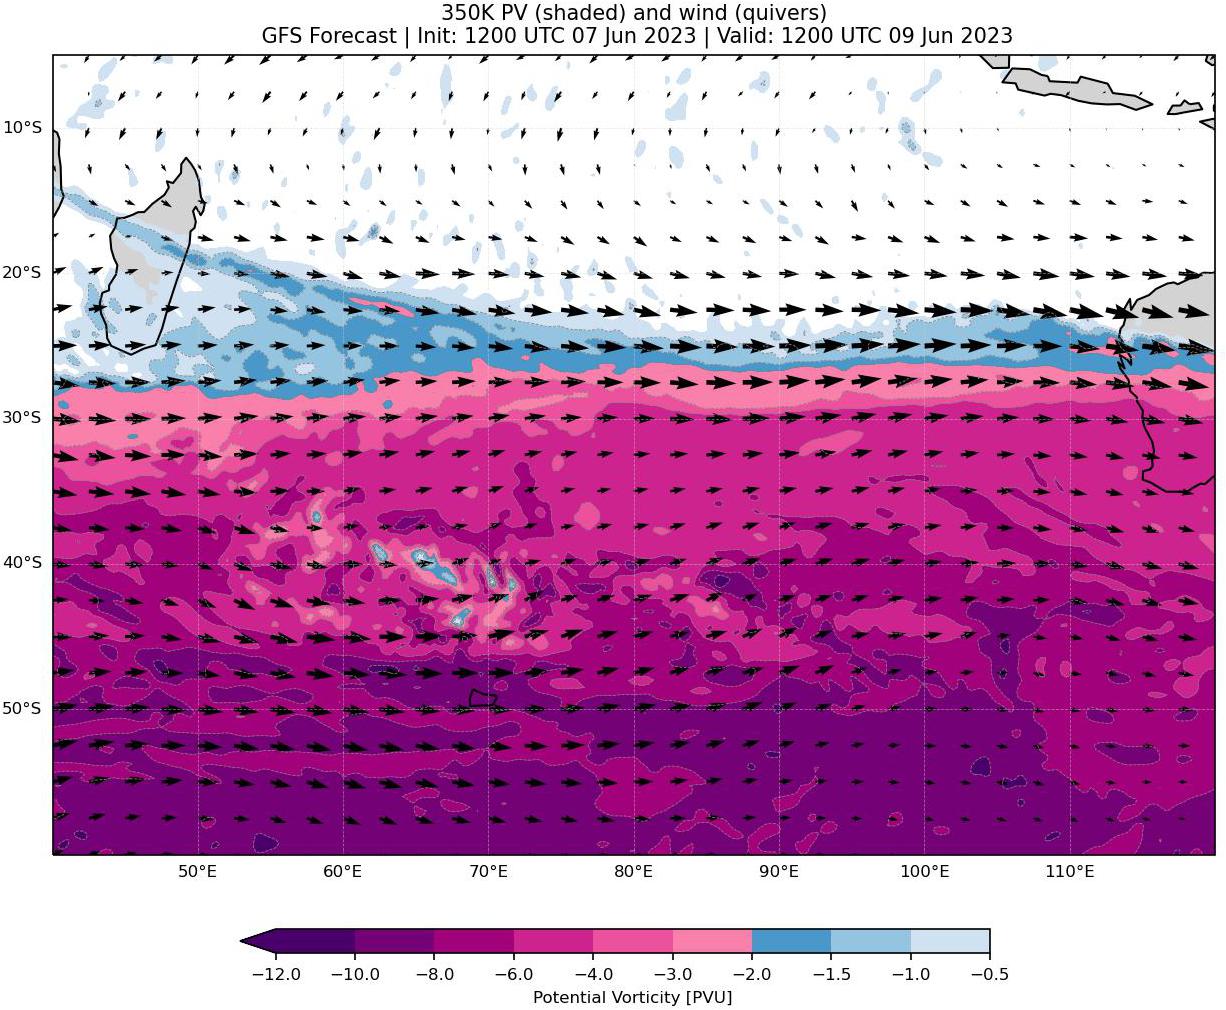 350K PV (shaded) and wind (quivers)
GFS Forecast | Init: 1200 UTC 07 Jun 2023 | Valid: 1200 UTC 09 Jun 2023
10°S
20°S
30°S
40°S
50°S
50°E 60°E 70°E 80°E 90°E 100°E 110°E
−12.0 −10.0 −8.0 −6.0 −4.0 −3.0 −2.0 −1.5 −1.0 −0.5
Potential Vorticity [PVU]